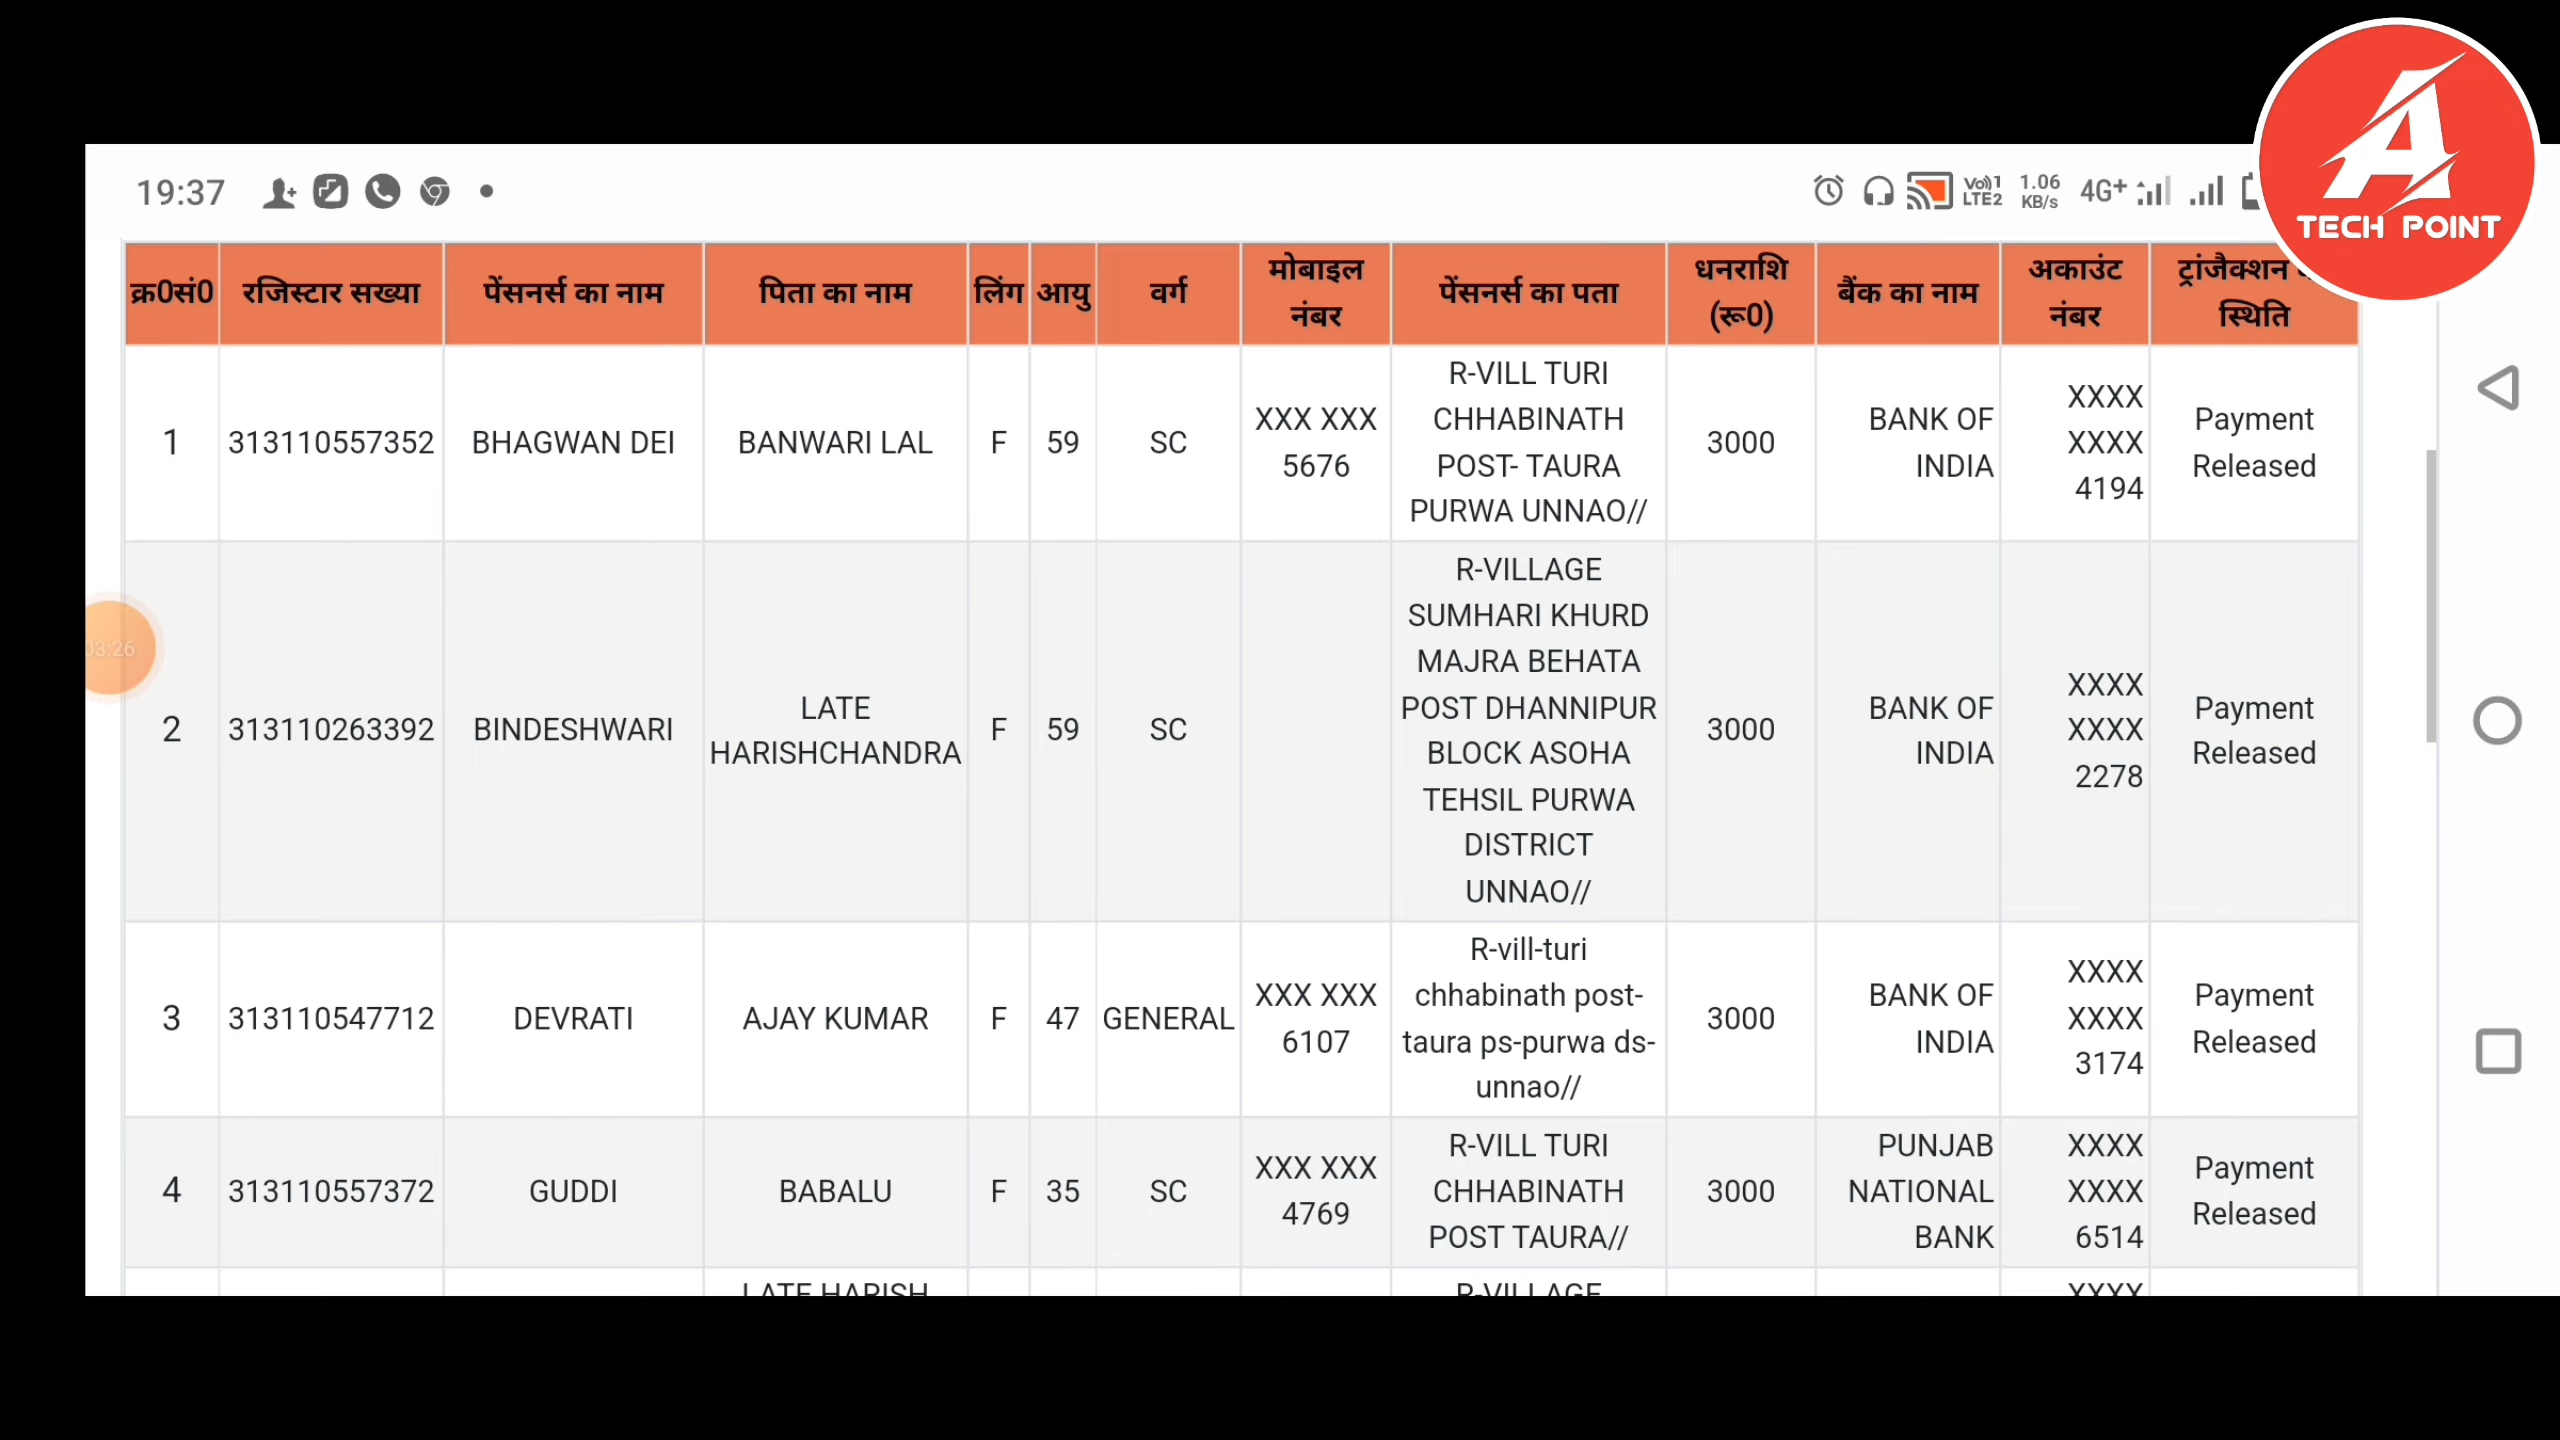 19:37
Vo)) 1
LTE2
1.06
KB/s
4G+
A
TECH POINT
क्र0सं0
रजिस्टार सख्या
पेंसनर्स का नाम
पिता का नाम
लिंग
आयु
वर्ग
मोबाइल
नंबर
पेंसनर्स का पता
धनराशि
(रू0)
बैंक का नाम
अकाउंट
नंबर
ट्रांजैक्शन
स्थिति
1
313110557352
BHAGWAN DEI
BANWARI LAL
F
59
SC
XXX XXX
5676
R-VILL TURI
CHHABINATH
POST- TAURA
PURWA UNNAO//
3000
BANK OF
INDIA
XXXX
XXXX
4194
Payment
Released
03:26
2
313110263392
BINDESHWARI
LATE
HARISHCHANDRA
F
59
SC
R-VILLAGE
SUMHARI KHURD
MAJRA BEHATA
POST DHANNIPUR
BLOCK ASOHA
TEHSIL PURWA
DISTRICT
UNNAO//
3000
BANK OF
INDIA
XXXX
XXXX
2278
Payment
Released
3
313110547712
DEVRATI
AJAY KUMAR
F
47
GENERAL
XXX XXX
6107
R-vill-turi
chhabinath post-
taura ps-purwa ds-
unnao//
3000
BANK OF
INDIA
XXXX
XXXX
3174
Payment
Released
4
313110557372
GUDDI
BABALU
F
35
SC
XXX XXX
4769
R-VILL TURI
CHHABINATH
POST TAURA//
3000
PUNJAB
NATIONAL
BANK
XXXX
XXXX
6514
Payment
Released
LATE HARISH
R-VILLAGE
XXXX